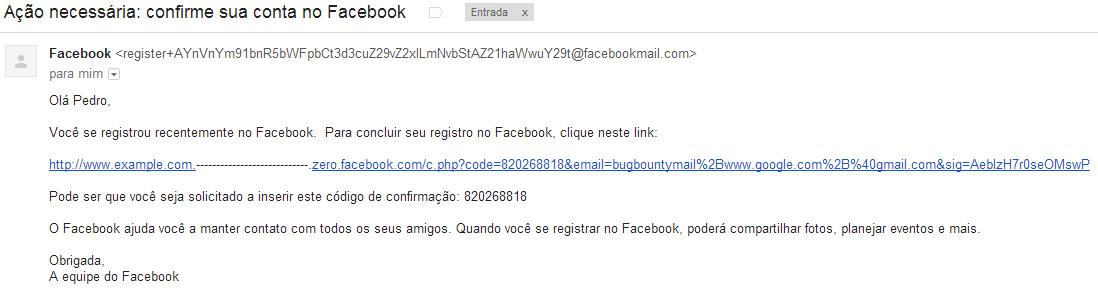 Ação necessária: confirme sua conta no Facebook
Entrada x
Facebook <register+AYnVnYm91bnR5bWFpbCt3d3cuZ29vZ2xlLmNvbStAZ21haWwuY29t@facebookmail.com>
para mim
Olá Pedro,
Você se registrou recentemente no Facebook. Para concluir seu registro no Facebook, clique neste link:
http://www.example.com.----------------------------.zero.facebook.com/c.php?code=820268818&email=bugbountymail%2Bwww.google.com%2B%40gmail.com&sig=AeblzH7r0seOMswP
Pode ser que você seja solicitado a inserir este código de confirmação: 820268818
O Facebook ajuda você a manter contato com todos os seus amigos. Quando você se registrar no Facebook, poderá compartilhar fotos, planejar eventos e mais.
Obrigada,
A equipe do Facebook